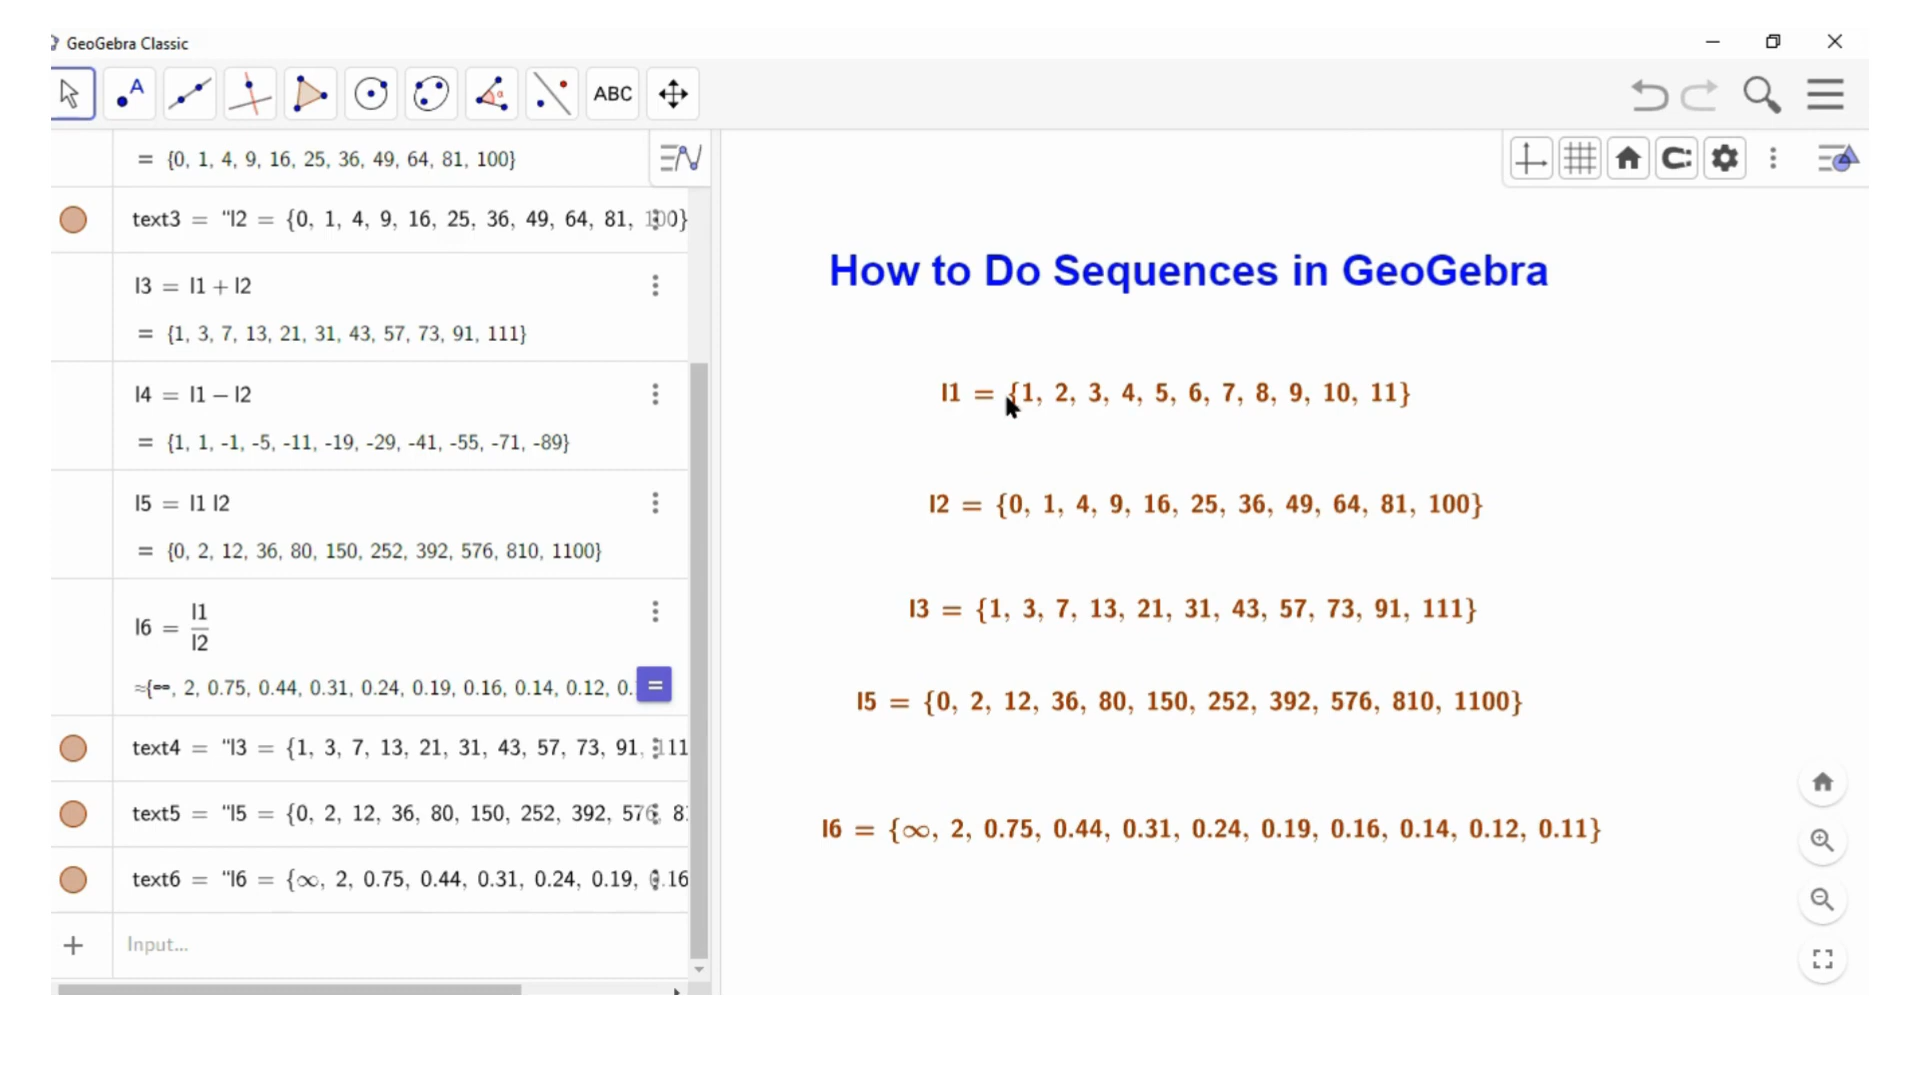 GeoGebra Classic
A
α
ABC
= {0, 1, 4, 9, 16, 25, 36, 49, 64, 81, 100}
text3 = “l2 = {0, 1, 4, 9, 16, 25, 36, 49, 64, 81, 100}
l3 = l1 + l2
= {1, 3, 7, 13, 21, 31, 43, 57, 73, 91, 111}
l4 = l1 – l2
= {1, 1, -1, -5, -11, -19, -29, -41, -55, -71, -89}
l5 = l1 l2
= {0, 2, 12, 36, 80, 150, 252, 392, 576, 810, 1100}
l6 = l1
l2
≈{∞, 2, 0.75, 0.44, 0.31, 0.24, 0.19, 0.16, 0.14, 0.12, 0.
=
text4 = “l3 = {1, 3, 7, 13, 21, 31, 43, 57, 73, 91, 111
text5 = “l5 = {0, 2, 12, 36, 80, 150, 252, 392, 576, 81
text6 = “l6 = {∞, 2, 0.75, 0.44, 0.31, 0.24, 0.19, 0.16
+ Input...
How to Do Sequences in GeoGebra
l1 = {1, 2, 3, 4, 5, 6, 7, 8, 9, 10, 11}
l2 = {0, 1, 4, 9, 16, 25, 36, 49, 64, 81, 100}
l3 = {1, 3, 7, 13, 21, 31, 43, 57, 73, 91, 111}
l5 = {0, 2, 12, 36, 80, 150, 252, 392, 576, 810, 1100}
l6 = {∞, 2, 0.75, 0.44, 0.31, 0.24, 0.19, 0.16, 0.14, 0.12, 0.11}